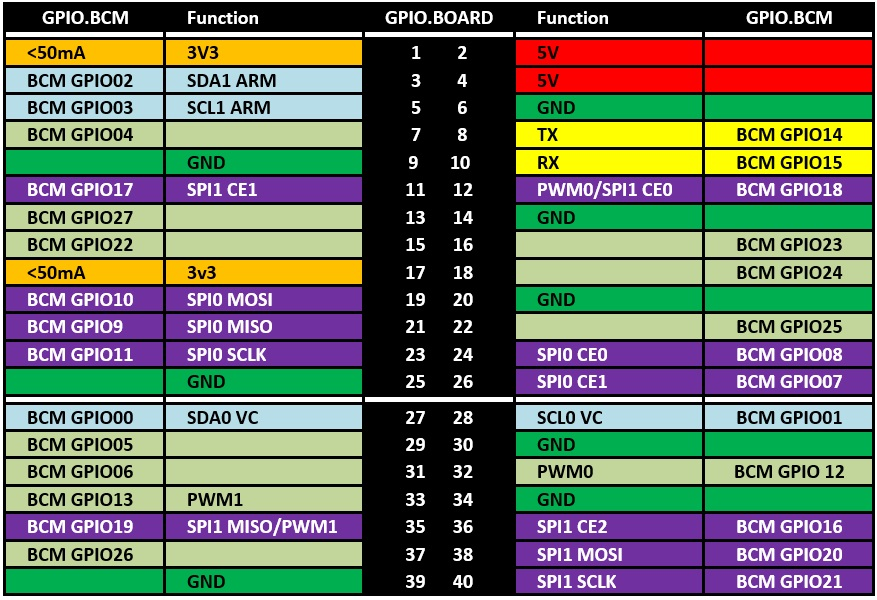 GPIO.BCM Function GPIO.BOARD Function GPIO.BCM
<50mA 3V3 1 2 5V
BCM GPIO02 SDA1 ARM 3 4 5V
BCM GPIO03 SCL1 ARM 5 6 GND
BCM GPIO04 7 8 TX BCM GPIO14
GND 9 10 RX BCM GPIO15
BCM GPIO17 SPI1 CE1 11 12 PWM0/SPI1 CE0 BCM GPIO18
BCM GPIO27 13 14 GND
BCM GPIO22 15 16 BCM GPIO23
<50mA 3v3 17 18 BCM GPIO24
BCM GPIO10 SPI0 MOSI 19 20 GND
BCM GPIO9 SPI0 MISO 21 22 BCM GPIO25
BCM GPIO11 SPI0 SCLK 23 24 SPI0 CE0 BCM GPIO08
GND 25 26 SPI0 CE1 BCM GPIO07
BCM GPIO00 SDA0 VC 27 28 SCL0 VC BCM GPIO01
BCM GPIO05 29 30 GND
BCM GPIO06 31 32 PWM0 BCM GPIO 12
BCM GPIO13 PWM1 33 34 GND
BCM GPIO19 SPI1 MISO/PWM1 35 36 SPI1 CE2 BCM GPIO16
BCM GPIO26 37 38 SPI1 MOSI BCM GPIO20
GND 39 40 SPI1 SCLK BCM GPIO21